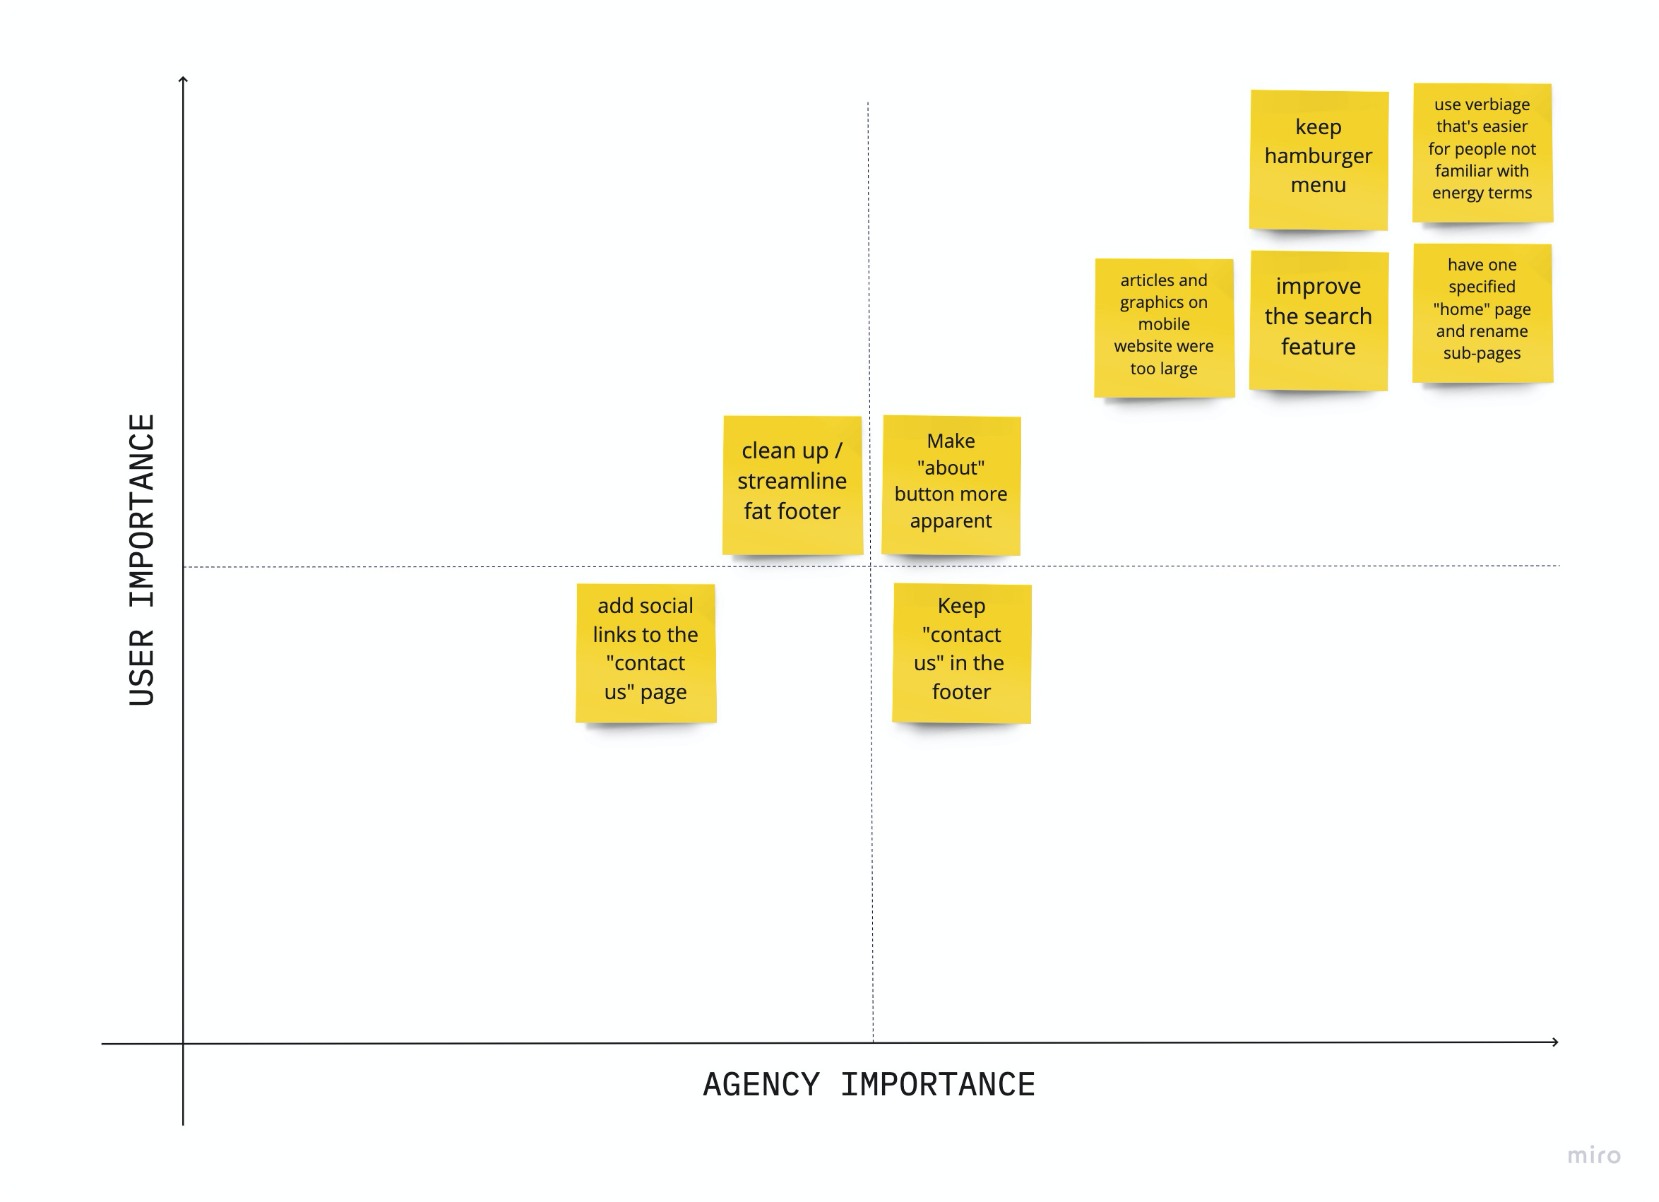 keep
hamburger
menu
use verbiage
that's easier
for people not
familiar with
energy terms
articles and
graphics on
mobile
website were
too large
improve
the search
feature
have one
specified
"home" page
and rename
sub-pages
clean up /
streamline
fat footer
Make
"about"
button more
apparent
USER IMPORTANCE
add social
links to the
"contact
us" page
Keep
"contact
us" in the
footer
AGENCY IMPORTANCE
miro